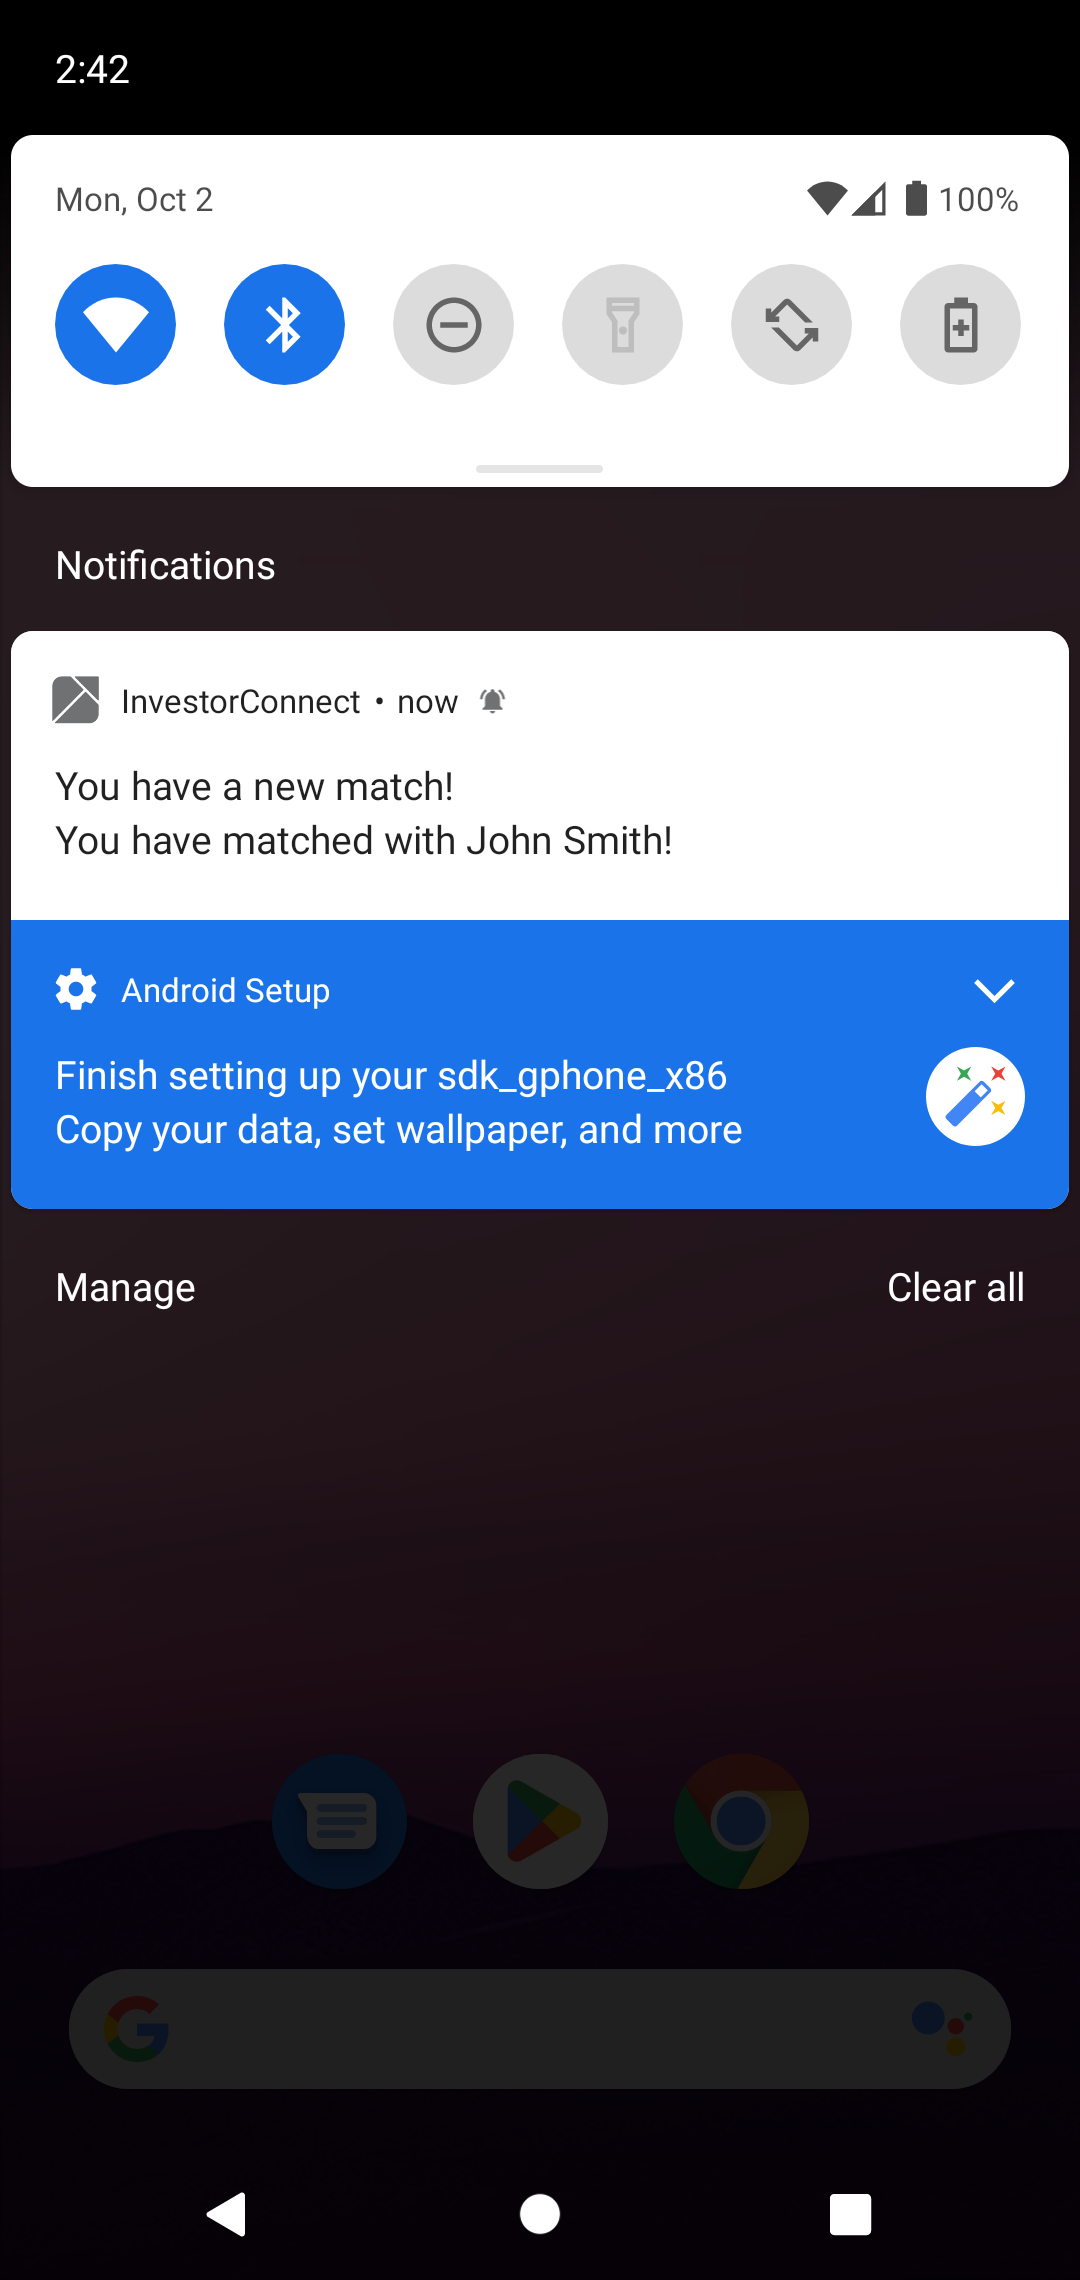 2:42
Mon, Oct 2
100%
Notifications
InvestorConnect • now
You have a new match!
You have matched with John Smith!
Android Setup
Finish setting up your sdk_gphone_x86
Copy your data, set wallpaper, and more
Manage
Clear all